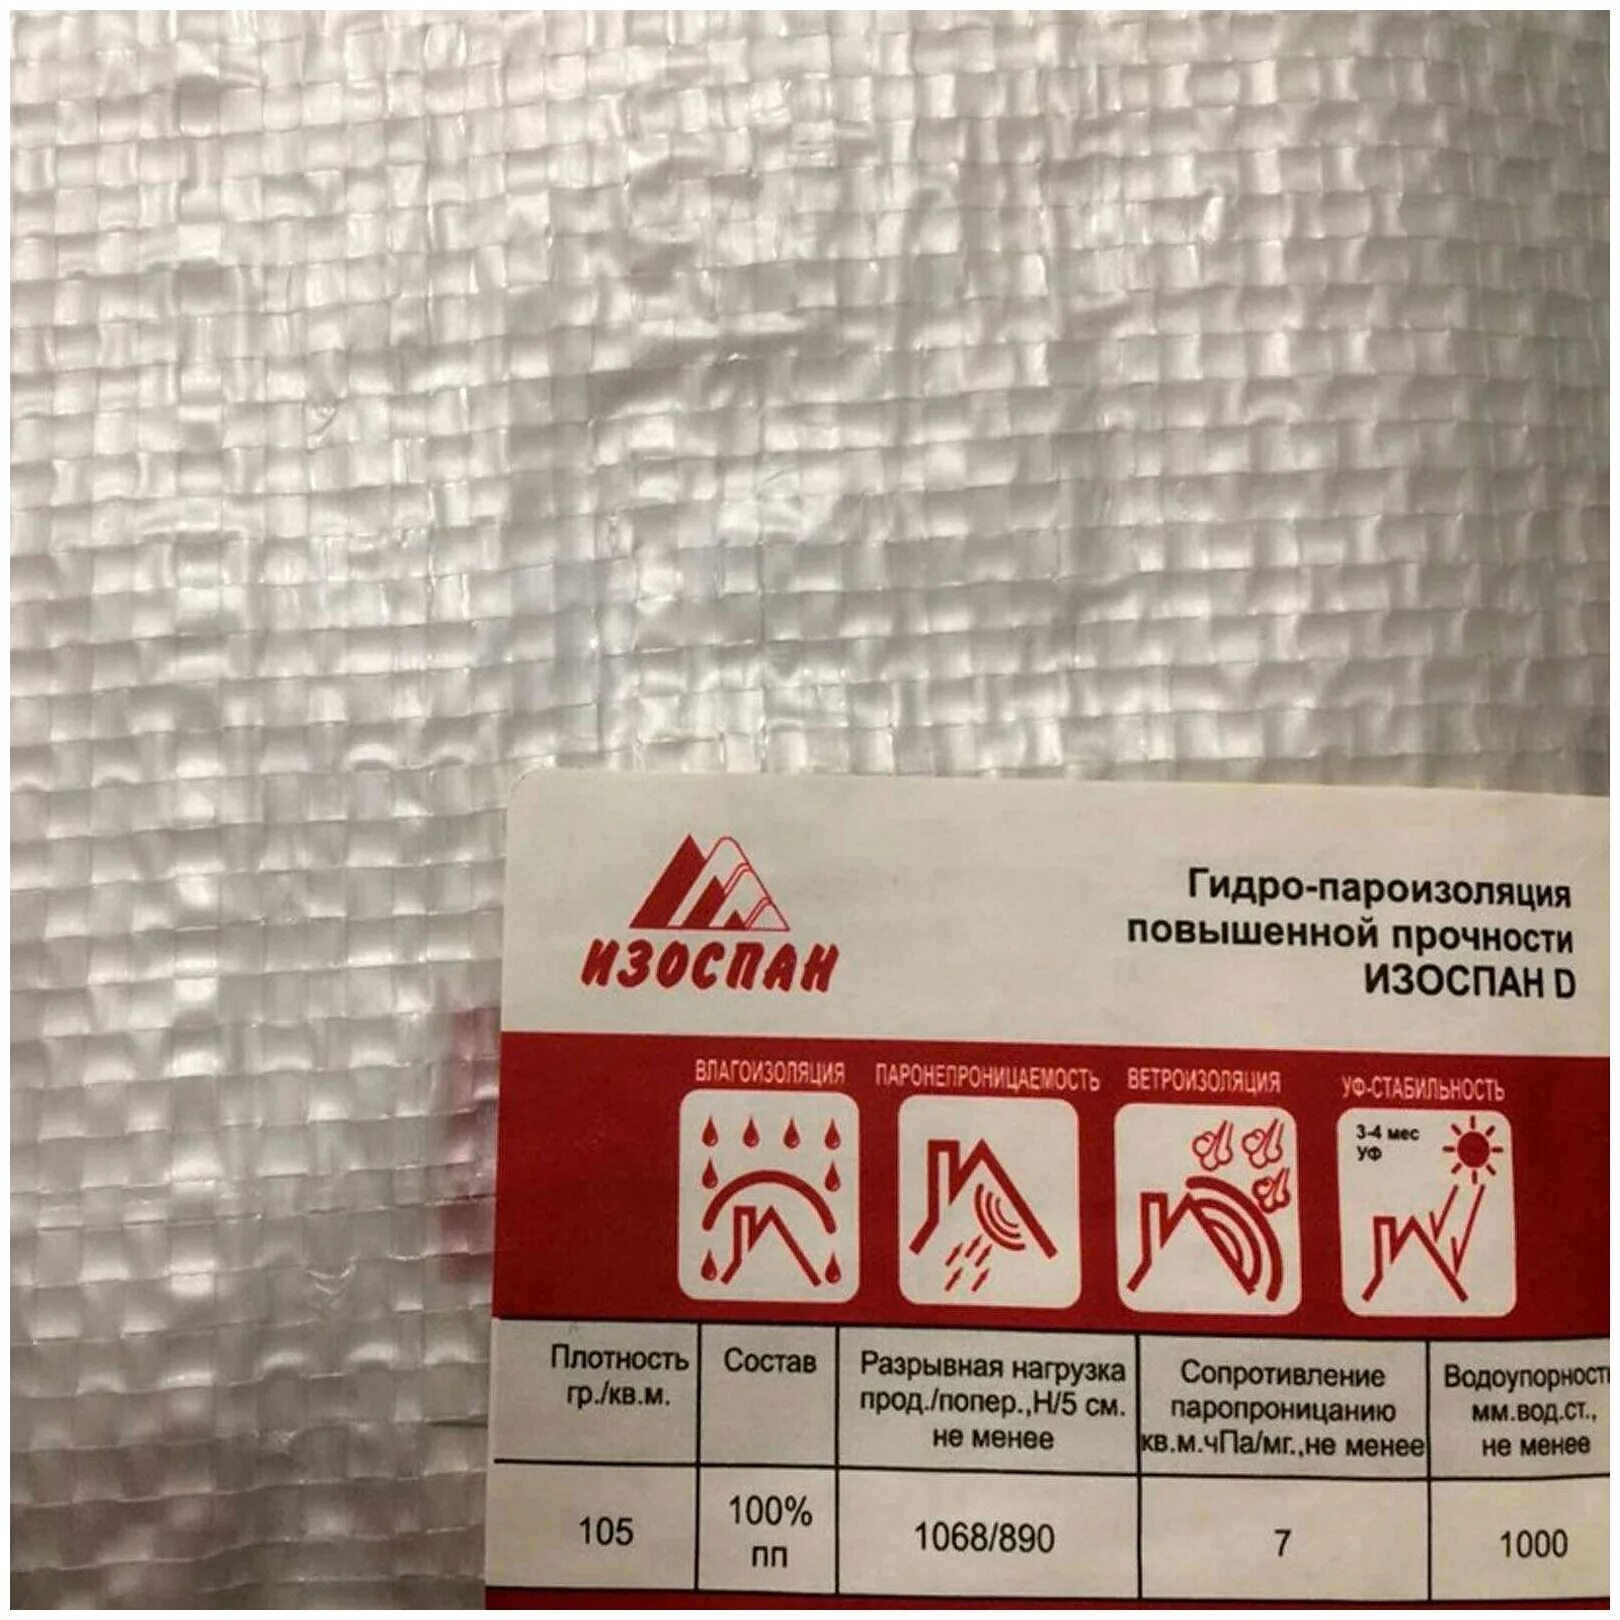 ИЗОСПАН
Гидро-пароизоляция
повышенной прочности
ИЗОСПАН D
ВЛАГОИЗОЛЯЦИЯ
ПАРОНЕПРОНИЦАЕМОСТЬ
ВЕТРОИЗОЛЯЦИЯ
УФ-СТАБИЛЬНОСТЬ
3-4 мес
УФ
Плотность
гр./кв.м.
Состав
Разрывная нагрузка
прод./попер.,Н/5 см.
не менее
Сопротивление
паропроницанию
кв.м.чПа/мг.,не менее
Водоупорность
мм.вод.ст.,
не менее
105
100%
пп
1068/890
7
1000